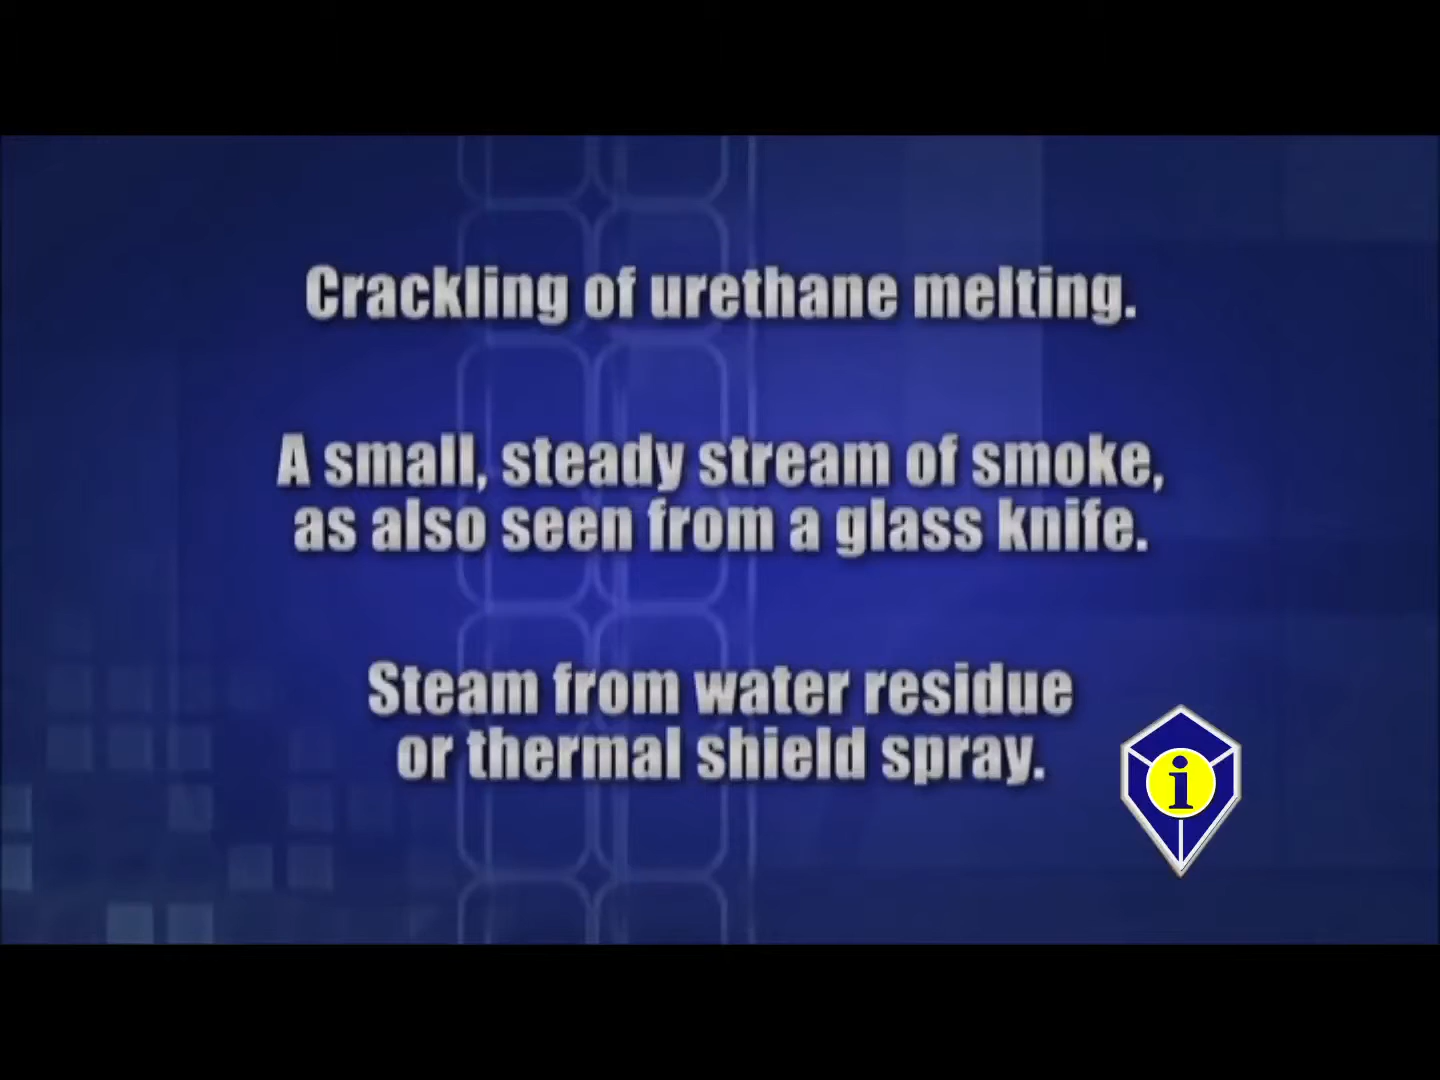 Crackling of urethane melting.
A small, steady stream of smoke,
as also seen from a glass knife.
Steam from water residue
or thermal shield spray.
i